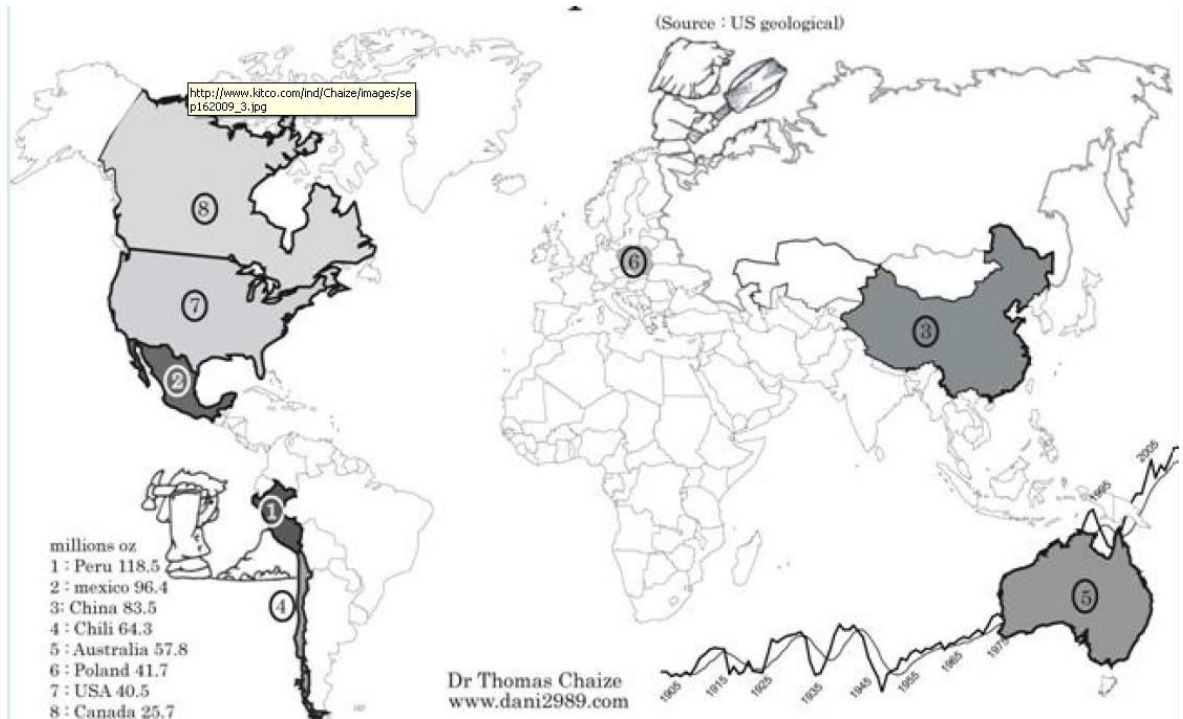 (Source : US geological)
http://www.kitco.com/ind/Chaize/images/se
p162009_3.jpg
8
6
7
3
2
2005
1995
1
millions oz
1 : Peru 118.5
2 : mexico 96.4
3: China 83.5
4 : Chili 64.3
5 : Australia 57.8
6 : Poland 41.7
7 : USA 40.5
8 : Canada 25.7
4
5
Dr Thomas Chaize
www.dani2989.com
1905
1915
1925
1935
1945
1955
1965
1975